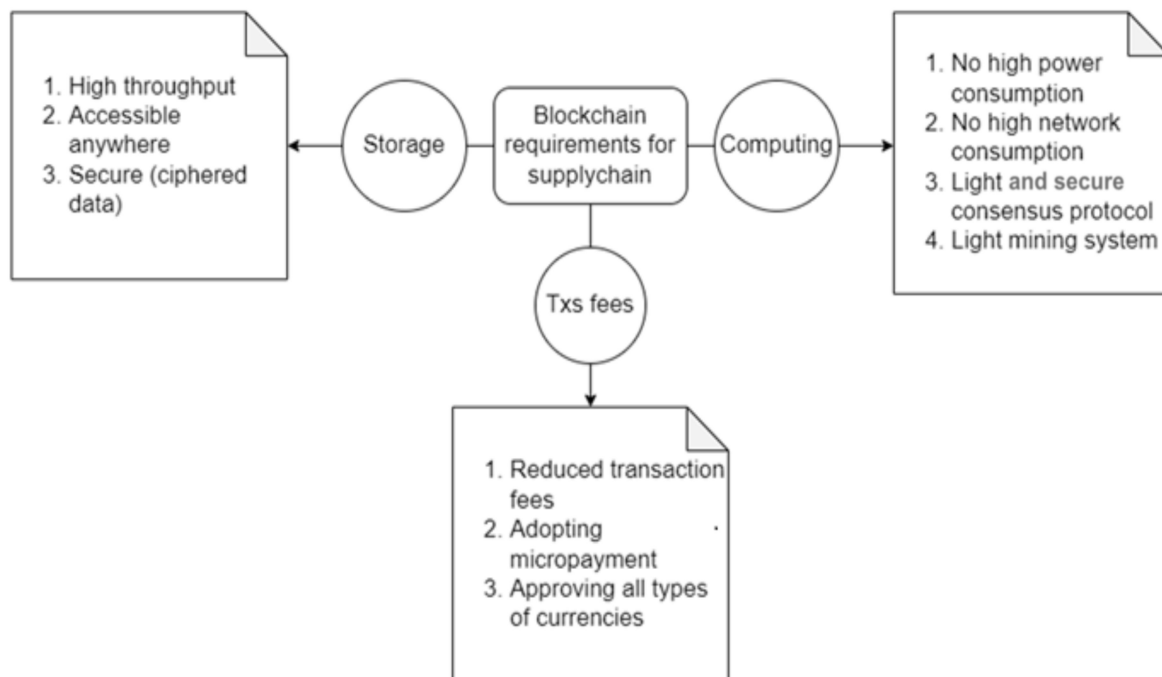 1. High throughput
2. Accessible
anywhere
3. Secure (ciphered
data)
Storage
Blockchain
requirements for
supplychain
Computing
1. No high power
consumption
2. No high network
consumption
3. Light and secure
consensus protocol
4. Light mining system
Txs fees
1. Reduced transaction
fees
2. Adopting
micropayment
3. Approving all types
of currencies